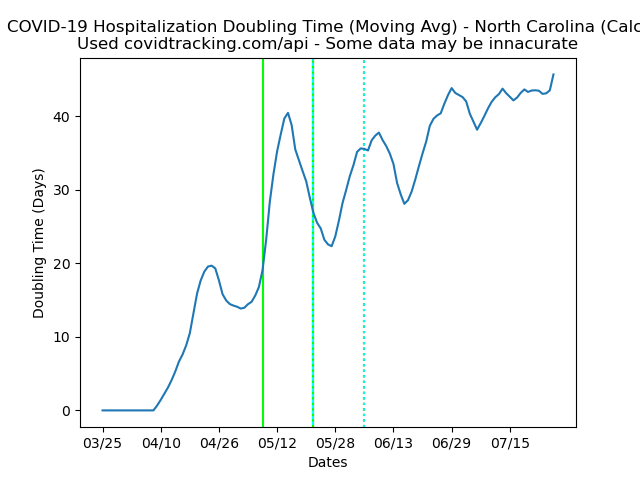 COVID-19 Hospitalization Doubling Time (Moving Avg) - North Carolina (Calc
Used covidtracking.com/api - Some data may be innacurate
40
30
20
10
0
Doubling Time (Days)
03/25 04/10 04/26 05/12 05/28 06/13 06/29 07/15
Dates